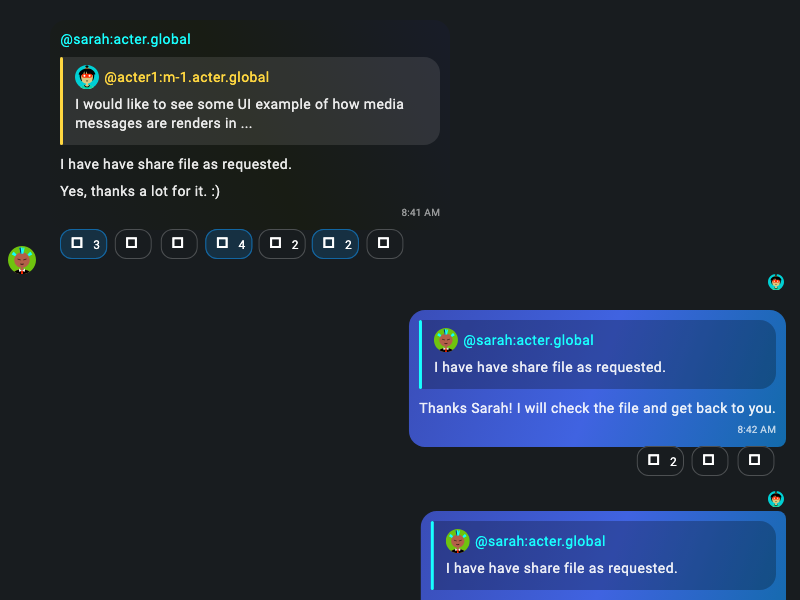 @sarah:acter.global
@acter1:m-1.acter.global
I would like to see some UI example of how media
messages are renders in ...
I have have share file as requested.
Yes, thanks a lot for it. :)
8:41 AM
3
4
2
2
@sarah:acter.global
I have have share file as requested.
Thanks Sarah! I will check the file and get back to you.
8:42 AM
2
@sarah:acter.global
I have have share file as requested.